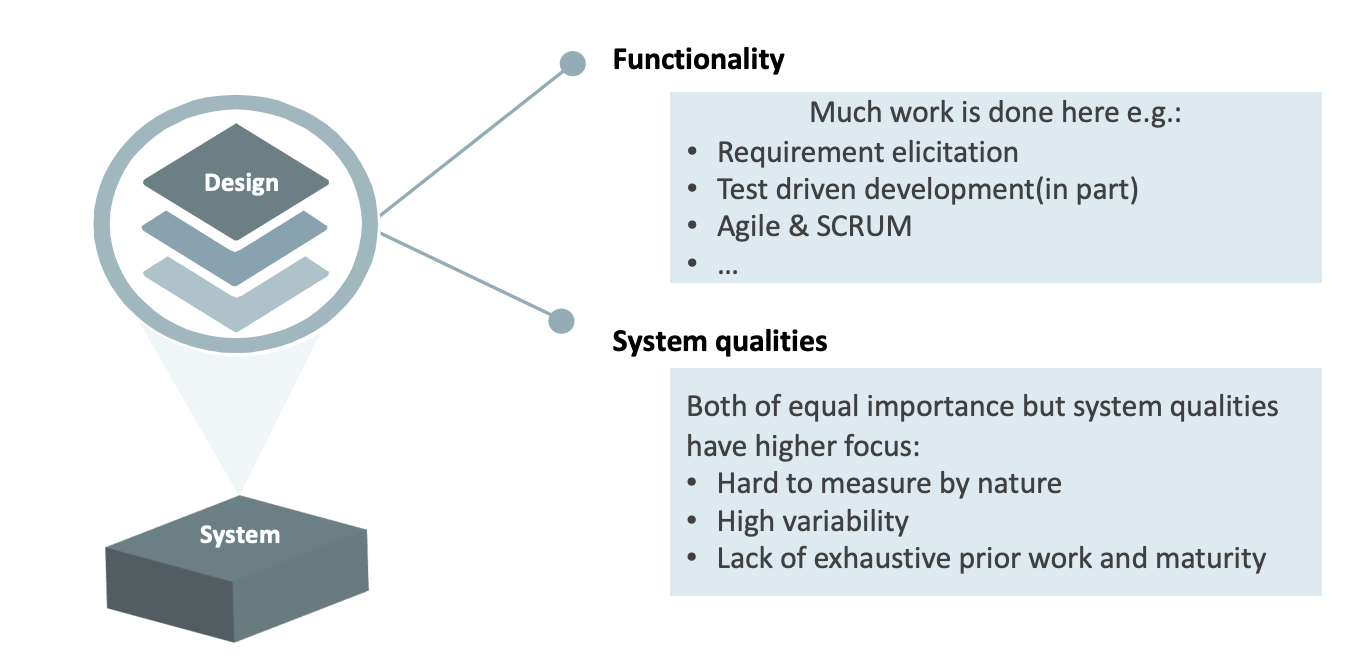 Functionality
Much work is done here e.g.:
• Requirement elicitation
• Test driven development(in part)
• Agile & SCRUM
• ...
Design
System qualities
Both of equal importance but system qualities
have higher focus:
• Hard to measure by nature
• High variability
• Lack of exhaustive prior work and maturity
System